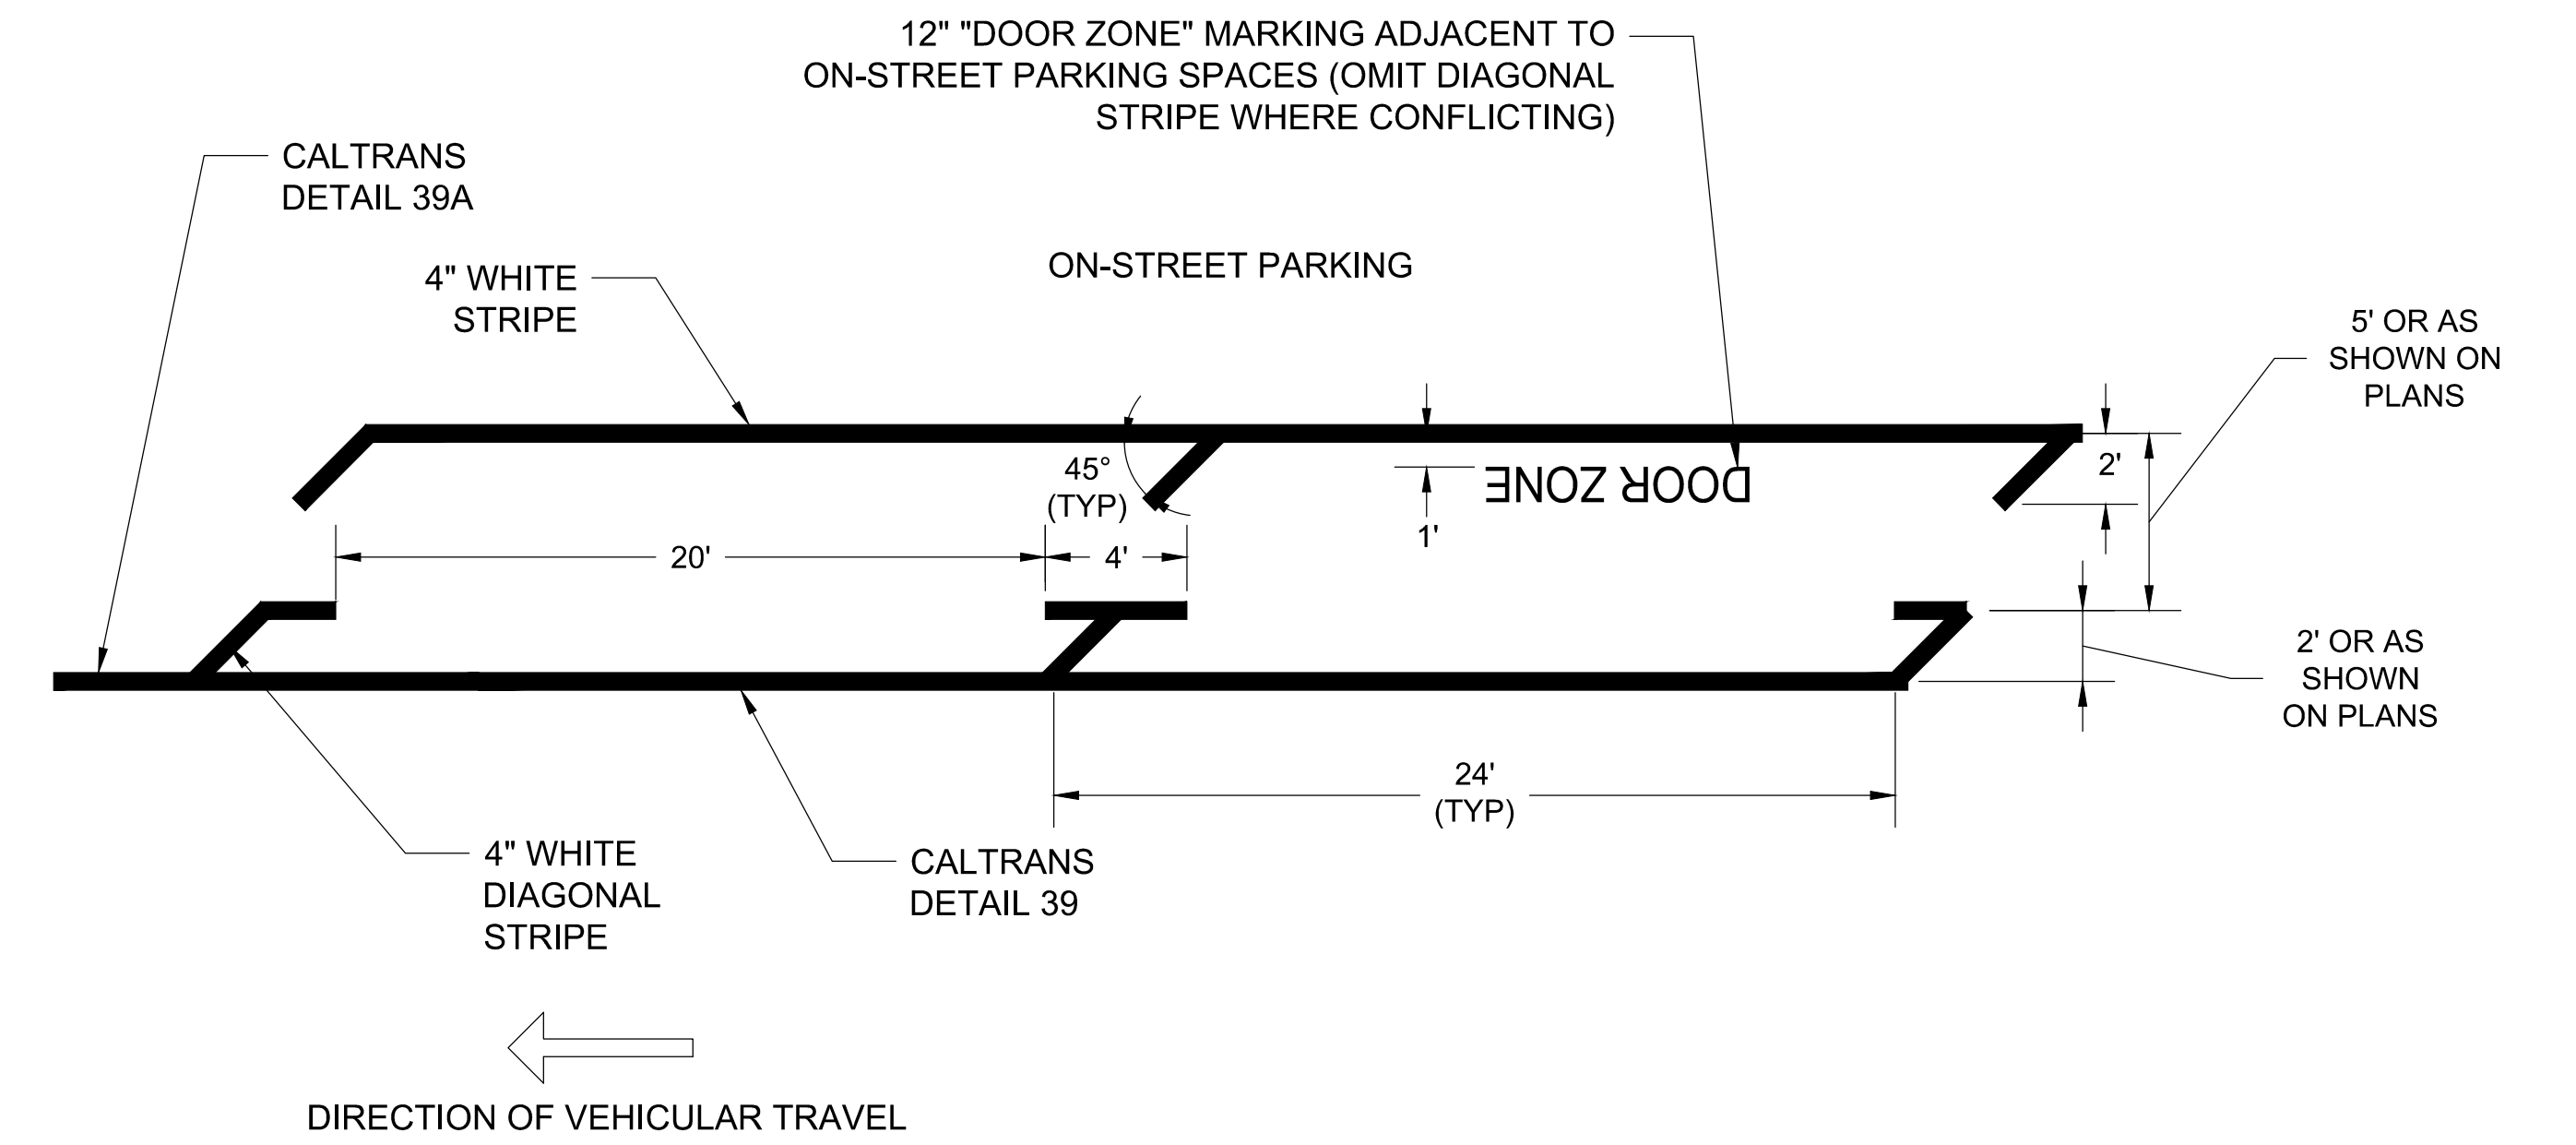 12" "DOOR ZONE" MARKING ADJACENT TO
ON-STREET PARKING SPACES (OMIT DIAGONAL
STRIPE WHERE CONFLICTING)
CALTRANS
DETAIL 39A
4" WHITE
STRIPE
ON-STREET PARKING
5' OR AS
SHOWN ON
PLANS
45°
(TYP)
DOOR ZONE
2'
1'
20'
4'
2' OR AS
SHOWN
ON PLANS
24'
(TYP)
4" WHITE
DIAGONAL
STRIPE
CALTRANS
DETAIL 39
DIRECTION OF VEHICULAR TRAVEL